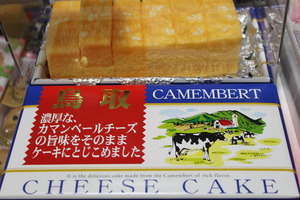 鳥取
CAMEMBERT
濃厚な、
カマンベールチーズ
の旨味をそのまま
ケーキにとじこめました
It is the delicious cake made from the Camembert of rich flavor.
CHEESE CAKE